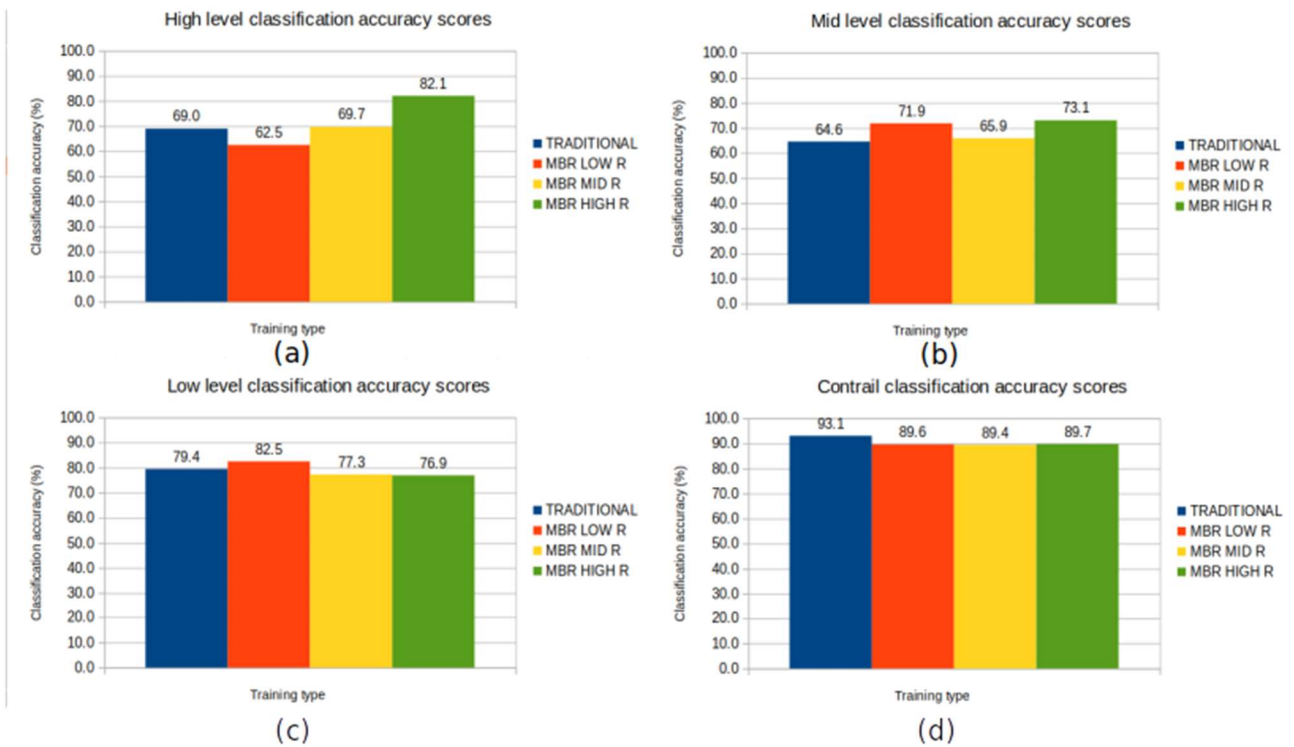 High level classification accuracy scores
100.0
90.0
80.0
70.0
60.0
50.0
40.0
30.0
20.0
10.0
0.0
Classification accuracy (%)
69.0
62.5
69.7
82.1
TRADITIONAL
MBR LOW R
MBR MID R
MBR HIGH R
Training type
(a)
Mid level classification accuracy scores
100.0
90.0
80.0
70.0
60.0
50.0
40.0
30.0
20.0
10.0
0.0
Classification accuracy (%)
64.6
71.9
65.9
73.1
TRADITIONAL
MBR LOW R
MBR MID R
MBR HIGH R
Training type
(b)
Low level classification accuracy scores
100.0
90.0
80.0
70.0
60.0
50.0
40.0
30.0
20.0
10.0
0.0
Classification accuracy (%)
79.4
82.5
77.3
76.9
TRADITIONAL
MBR LOW R
MBR MID R
MBR HIGH R
Training type
(c)
Contrail classification accuracy scores
100.0
90.0
80.0
70.0
60.0
50.0
40.0
30.0
20.0
10.0
0.0
Classification accuracy (%)
93.1
89.6
89.4
89.7
TRADITIONAL
MBR LOW R
MBR MID R
MBR HIGH R
Training type
(d)